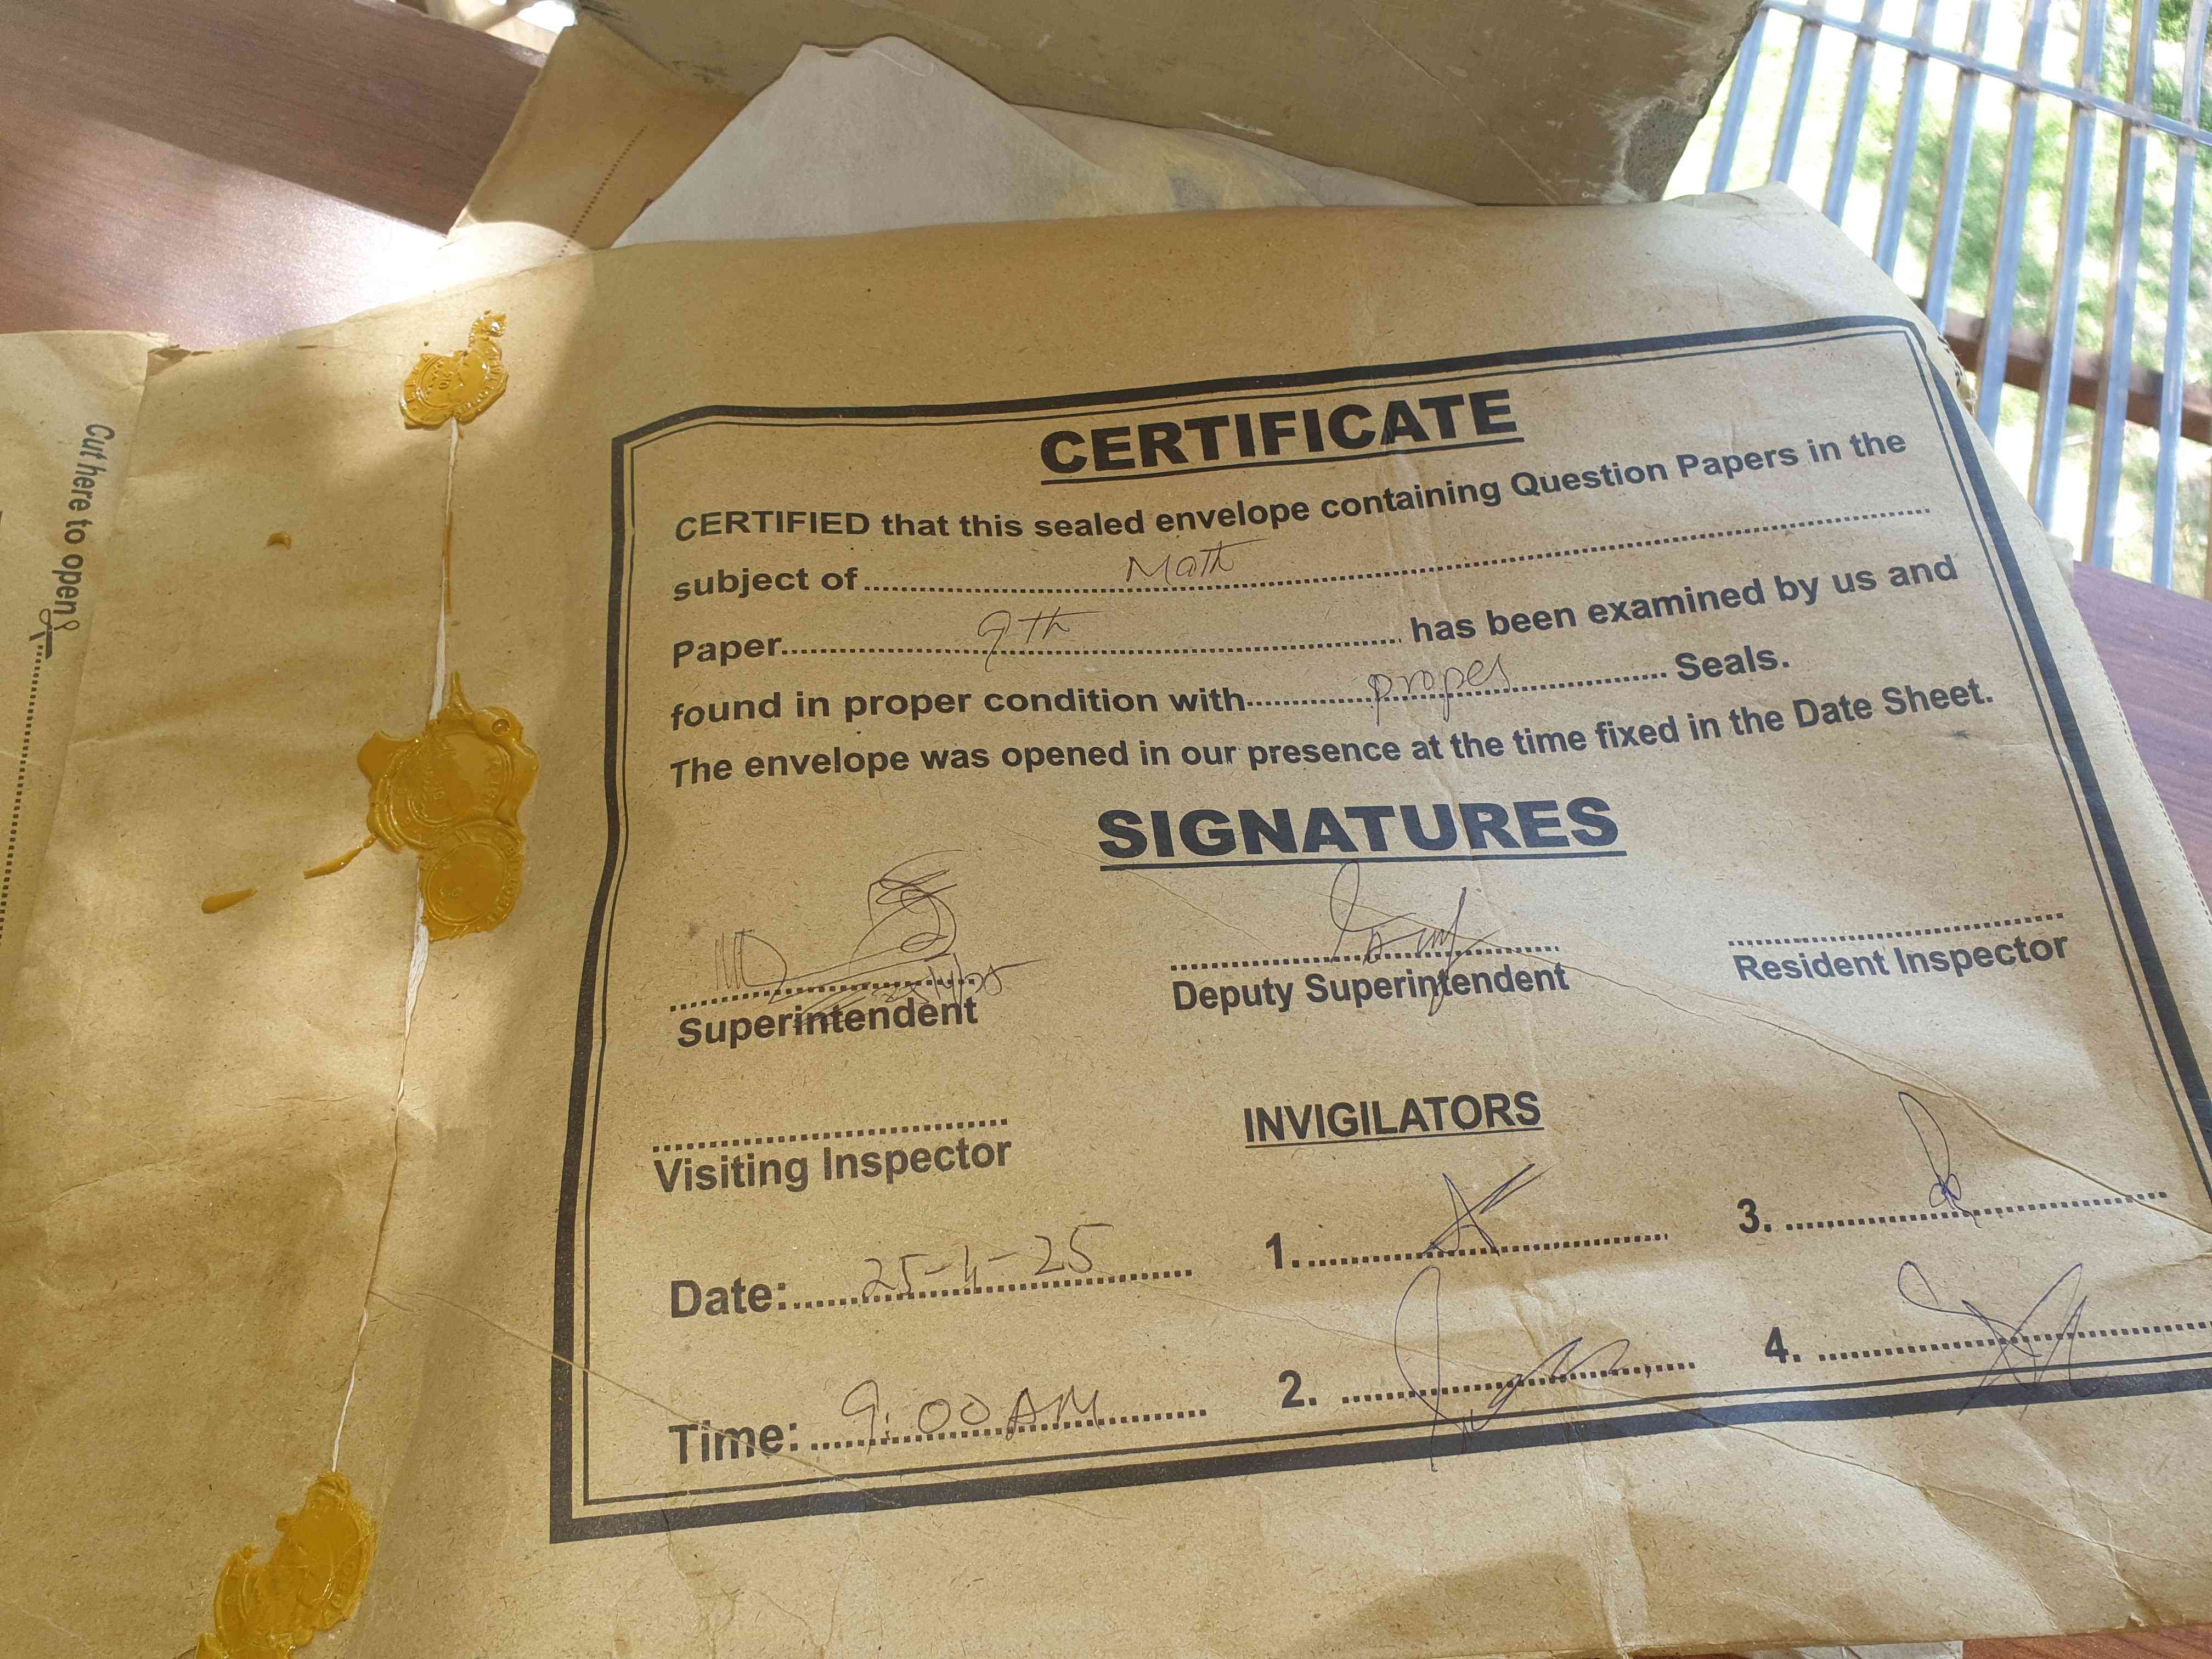 Cut here to open
CERTIFICATE
CERTIFIED that this sealed envelope containing Question Papers in the
subject of Math
Paper 9th has been examined by us and
found in proper condition with proper Seals.
The envelope was opened in our presence at the time fixed in the Date Sheet.
SIGNATURES
Superintendent
Deputy Superintendent
Resident Inspector
Visiting Inspector
INVIGILATORS
Date: 25-4-25
1.
3.
Time: 9:00 AM
2.
4.